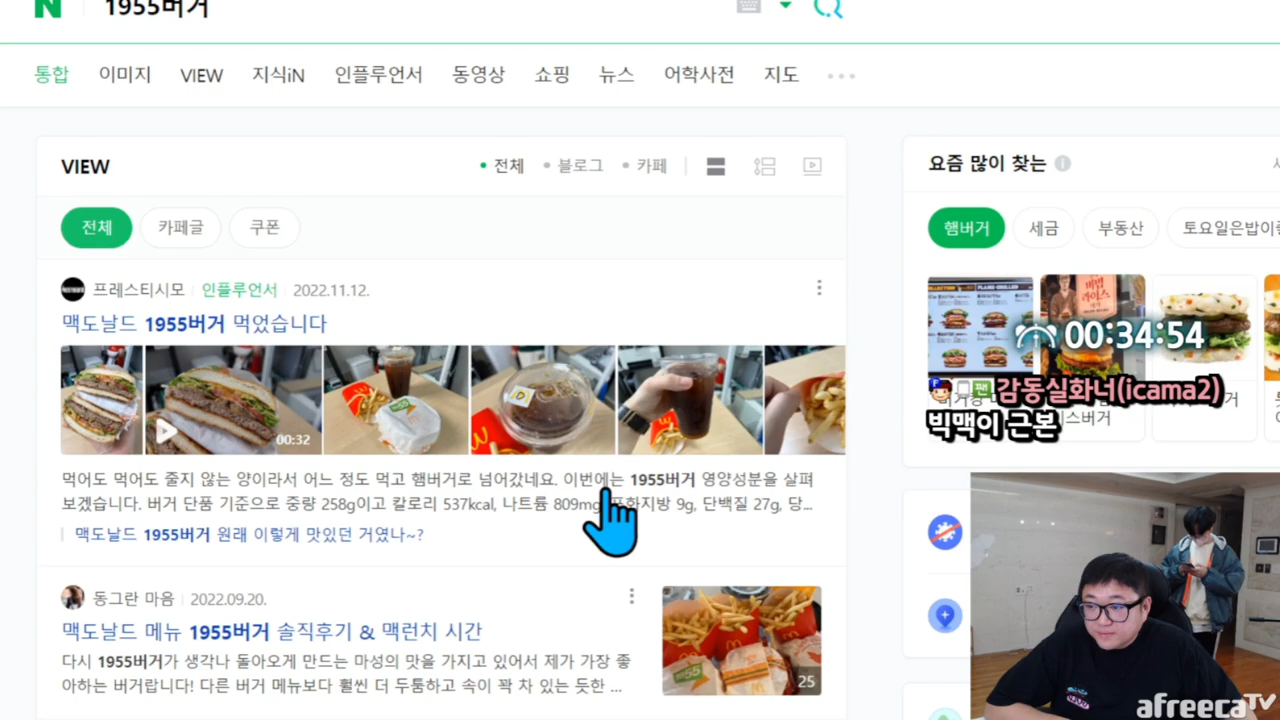 N 1955버거
통합 이미지 VIEW 지식iN 인플루언서 동영상 쇼핑 뉴스 어학사전 지도
VIEW
전체 블로그 카페
전체 카페글 쿠폰
프레스티시모 인플루언서 2022.11.12.
맥도날드 1955버거 먹었습니다
00:32
먹어도 먹어도 줄지 않는 양이라서 어느 정도 먹고 햄버거로 넘어갔네요. 이번에는 1955버거 영양성분을 살펴
보겠습니다. 버거 단품 기준으로 중량 258g이고 칼로리 537kcal, 나트륨 809mg, 포화지방 9g, 단백질 27g, 당...
맥도날드 1955버거 원래 이렇게 맛있던 거였나~?
동그란 마음 2022.09.20.
맥도날드 메뉴 1955버거 솔직후기 & 맥런치 시간
다시 1955버거가 생각나 돌아오게 만드는 마성의 맛을 가지고 있어서 제가 가장 좋
아하는 버거랍니다! 다른 버거 메뉴보다 훨씬 더 두툼하고 속이 꽉 차 있는 듯한 ...
25
요즘 많이 찾는
햄버거 세금 부동산 토요일은밥이
00:34:54
팬 감동실화너(icama2)
빅맥이 근본
afreecaTV